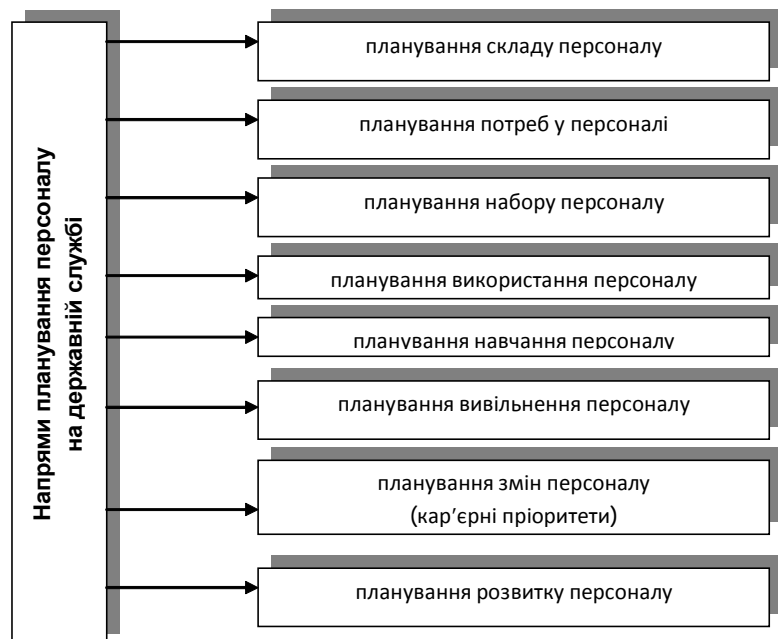 Напрями планування персоналу
на державній службі
планування складу персоналу
планування потреб у персоналі
планування набору персоналу
планування використання персоналу
планування навчання персоналу
планування вивільнення персоналу
планування змін персоналу
(кар’єрні пріоритети)
планування розвитку персоналу